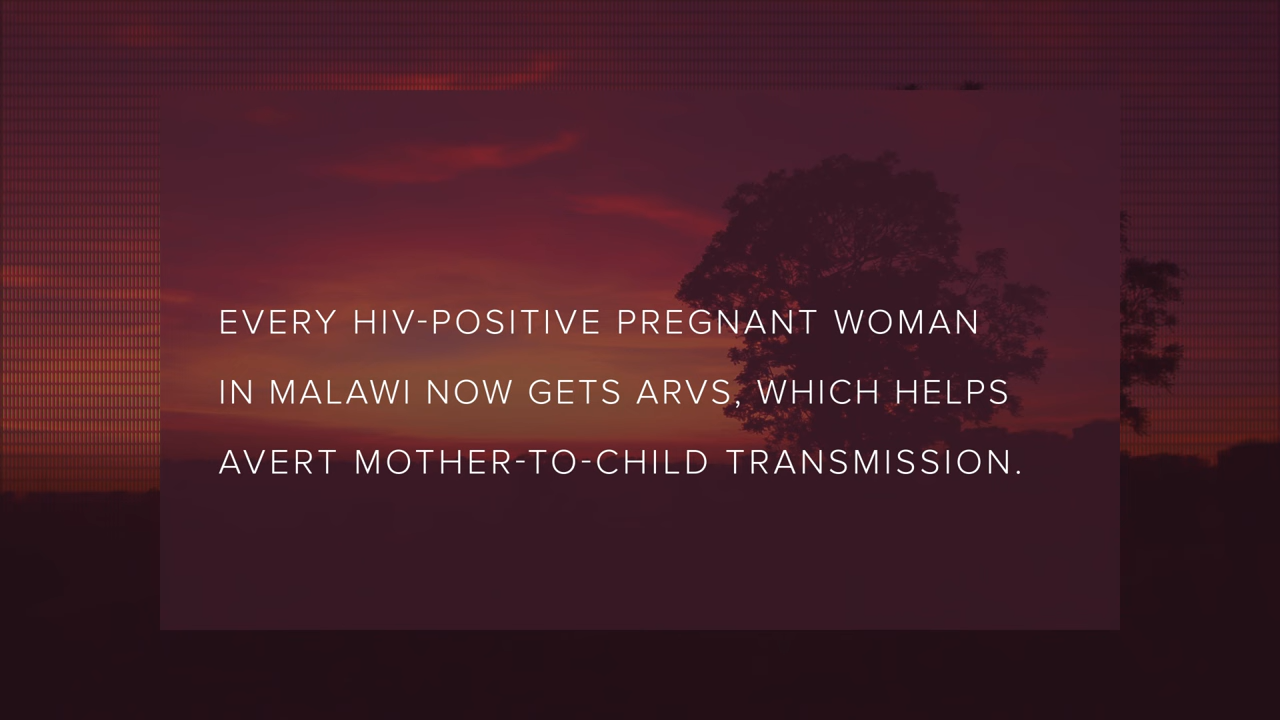 EVERY HIV-POSITIVE PREGNANT WOMAN
IN MALAWI NOW GETS ARVS, WHICH HELPS
AVERT MOTHER-TO-CHILD TRANSMISSION.